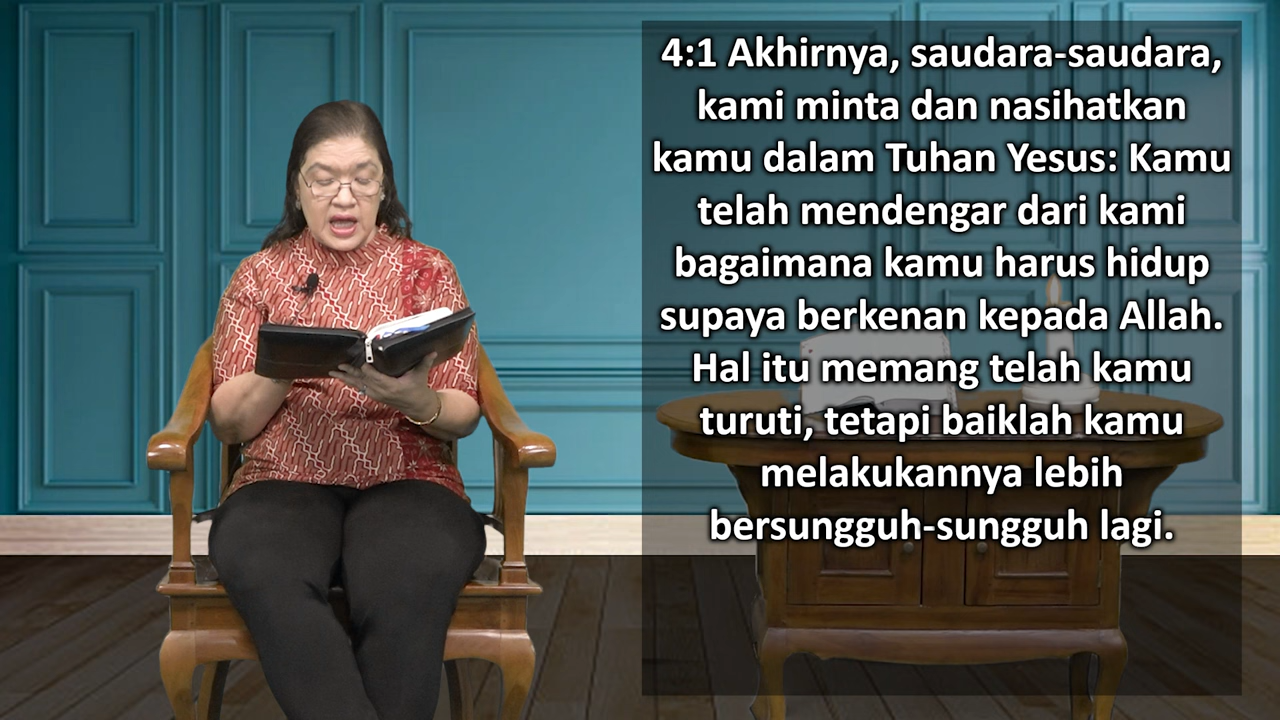 4:1 Akhirnya, saudara-saudara,
kami minta dan nasihatkan
kamu dalam Tuhan Yesus: Kamu
telah mendengar dari kami
bagaimana kamu harus hidup
supaya berkenan kepada Allah.
Hal itu memang telah kamu
turuti, tetapi baiklah kamu
melakukannya lebih
bersungguh-sungguh lagi.